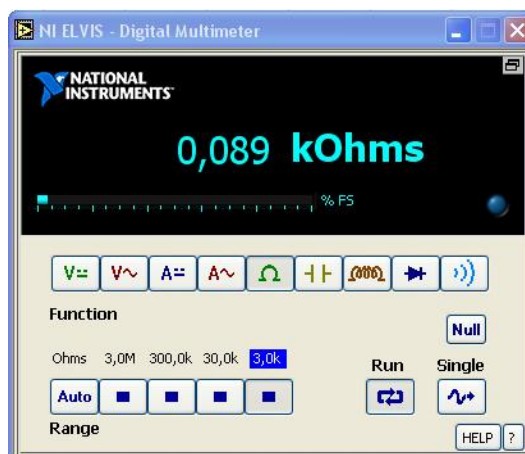 NI ELVIS - Digital Multimeter
NATIONAL
INSTRUMENTS™
0,089 kOhms
% FS
V V A A Ω
Function
Null
Ohms 3,0M 300,0k 30,0k 3,0k
Run Single
Auto
Range
HELP ?